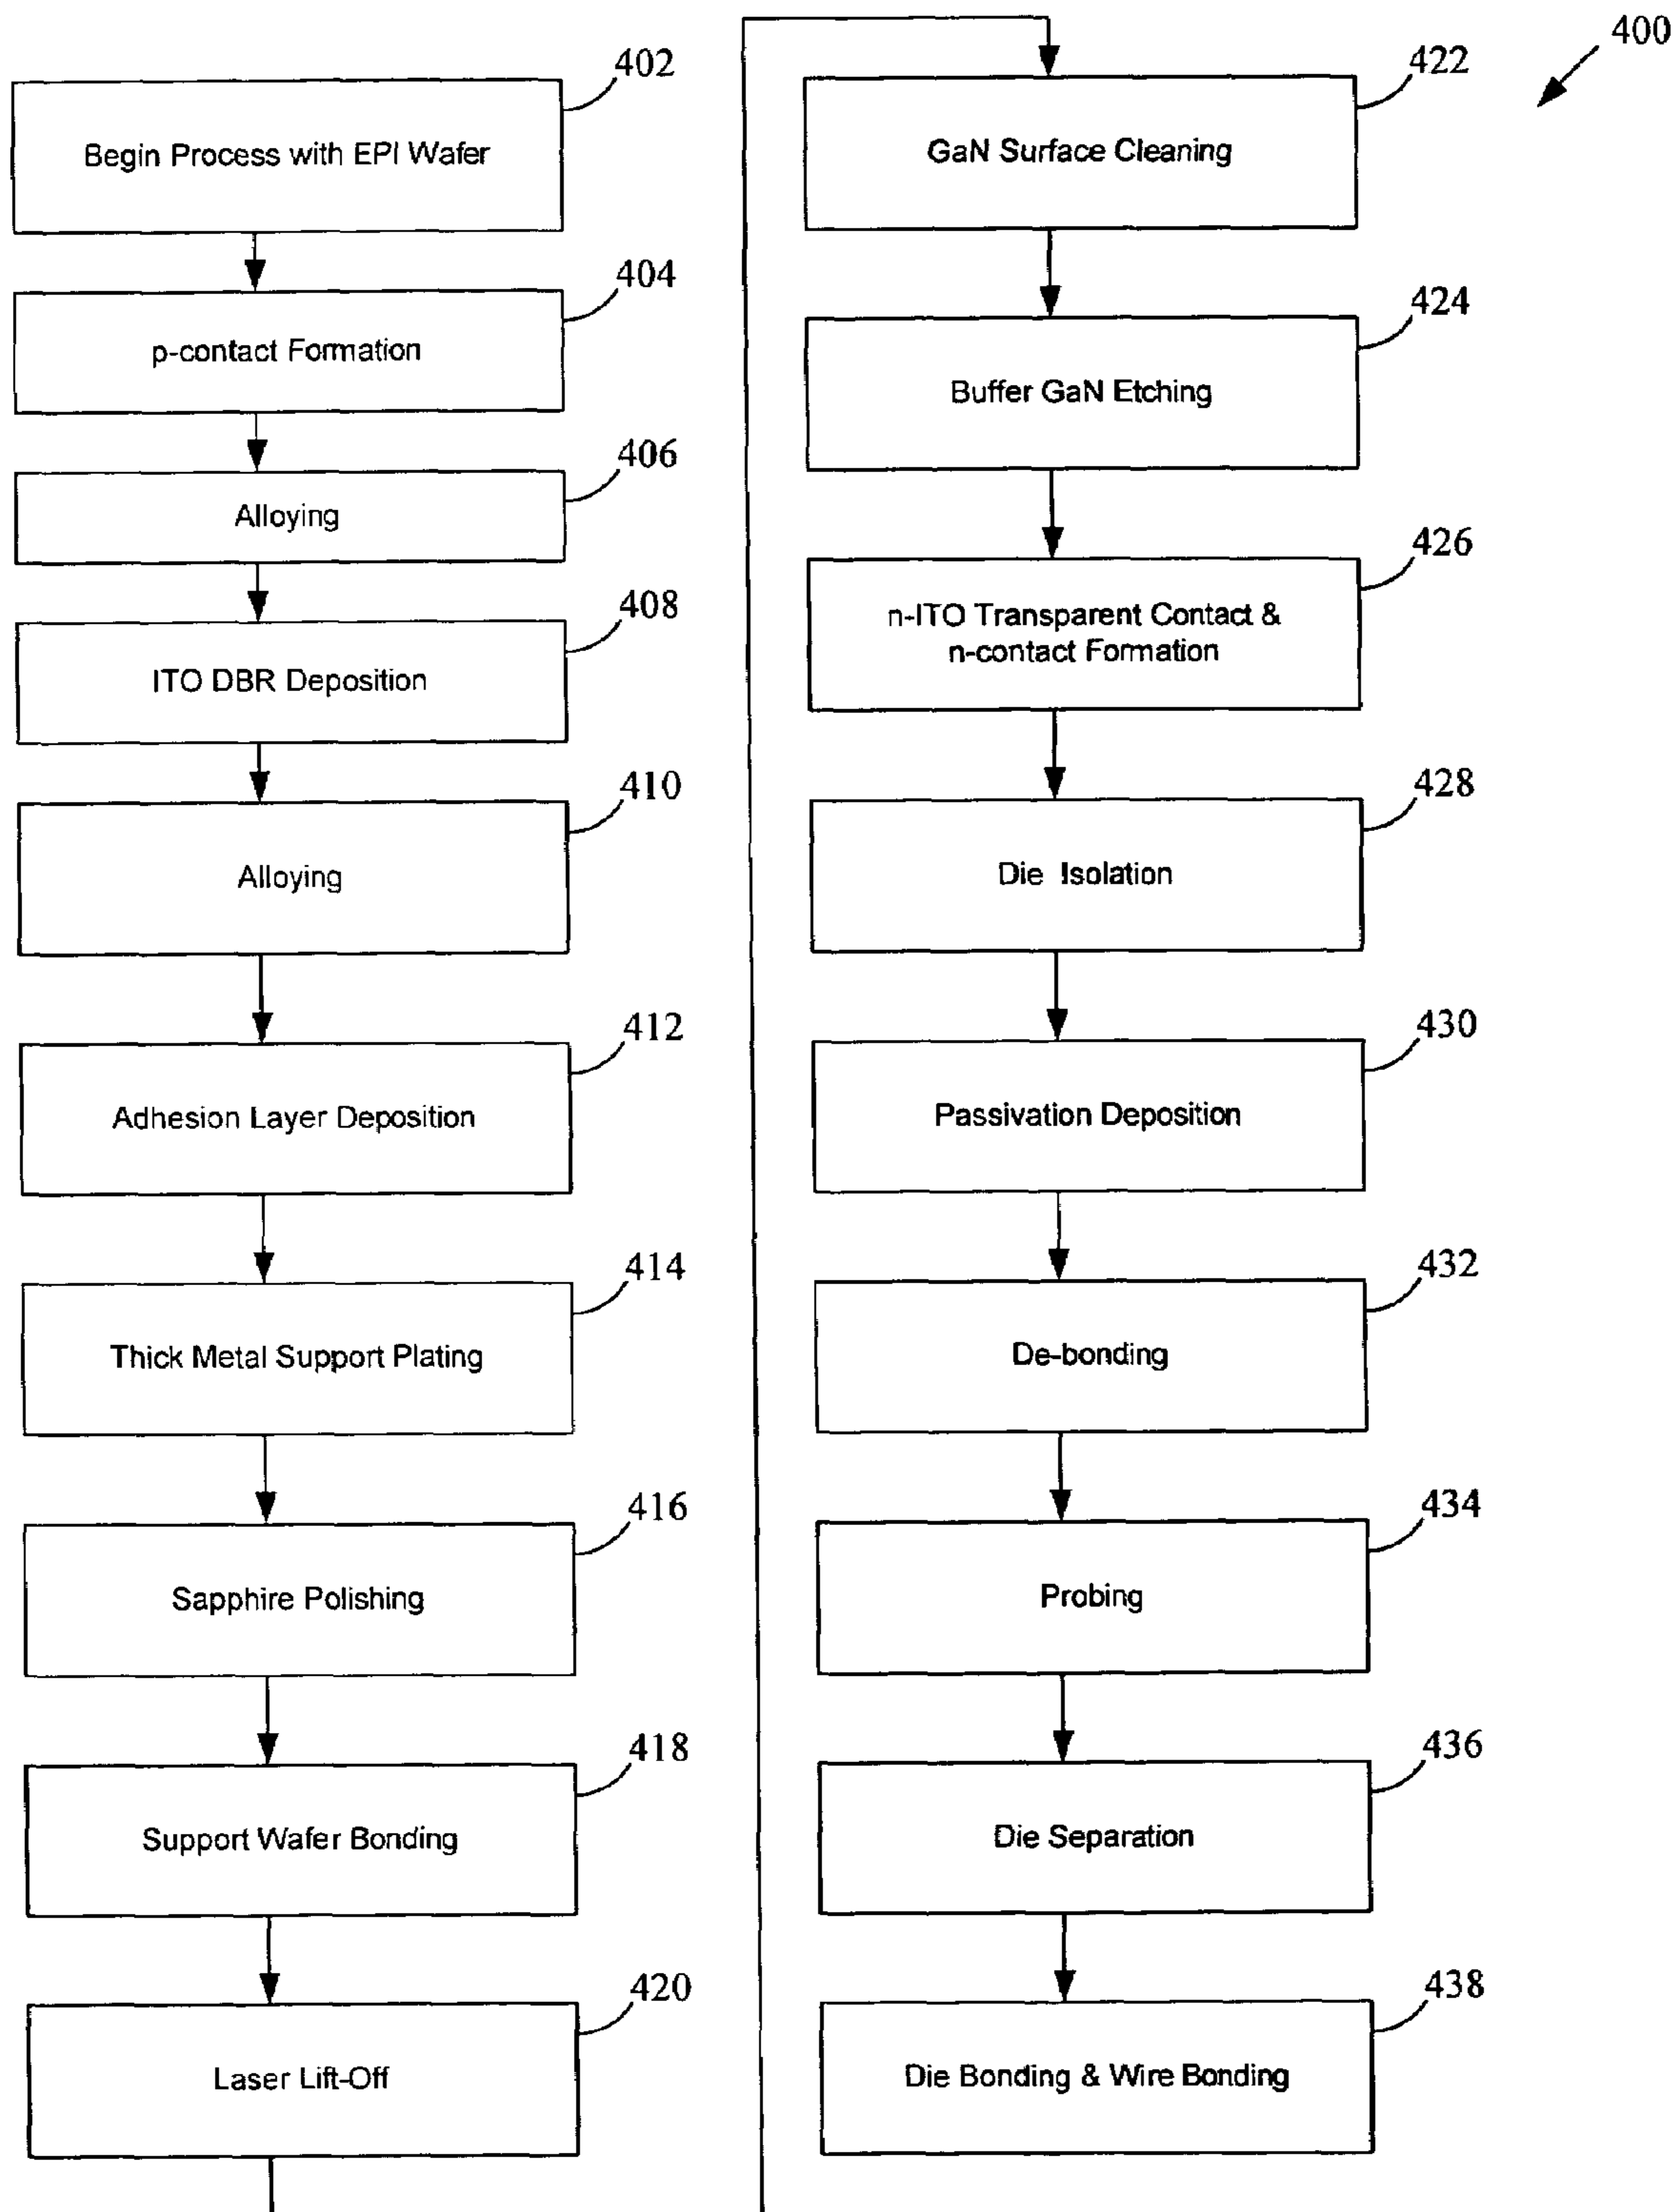 400
402
Begin Process with EPI Wafer
404
p-contact Formation
406
Alloying
408
ITO DBR Deposition
410
Alloying
412
Adhesion Layer Deposition
414
Thick Metal Support Plating
416
Sapphire Polishing
418
Support Wafer Bonding
420
Laser Lift-Off
422
GaN Surface Cleaning
424
Buffer GaN Etching
426
n-ITO Transparent Contact &
n-contact Formation
428
Die Isolation
430
Passivation Deposition
432
De-bonding
434
Probing
436
Die Separation
438
Die Bonding & Wire Bonding